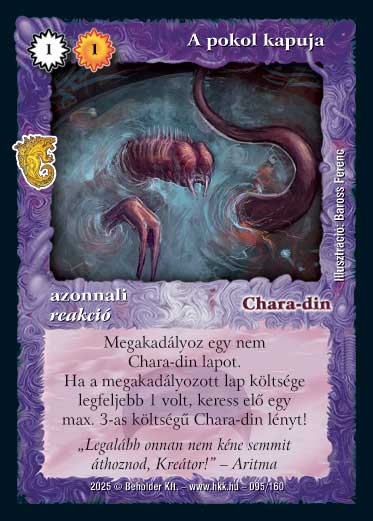 A pokol kapuja
1 1
Illusztráció: Baross Ferenc
azonnali
reakció
Chara-din
Megakadályoz egy nem
Chara-din lapot.
Ha a megakadályozott lap költsége
legfeljebb 1 volt, keress elő egy
max. 3-as költségű Chara-din lényt!
„Legalább onnan nem kéne semmit
áthoznod, Kreátor!” – Aritma
2025 © Beholder Kft. – www.hkk.hu – 095/160